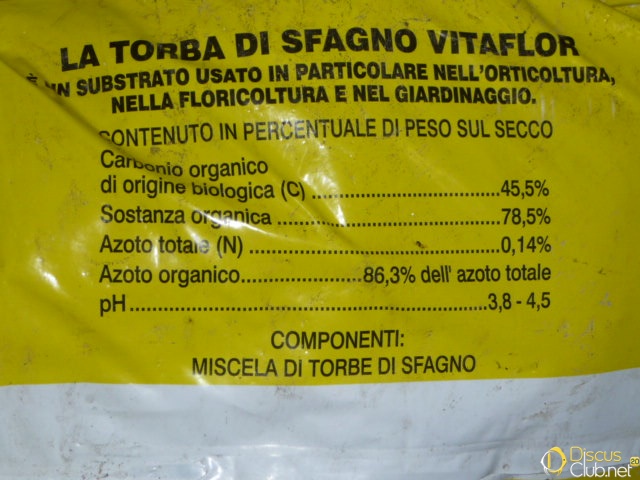 LA TORBA DI SFAGNO VITAFLOR
È UN SUBSTRATO USATO IN PARTICOLARE NELL'ORTICOLTURA,
NELLA FLORICOLTURA E NEL GIARDINAGGIO.
CONTENUTO IN PERCENTUALE DI PESO SUL SECCO
Carbonio organico
di origine biologica (C) ........................45,5%
Sostanza organica ............................78,5%
Azoto totale (N) ................................0,14%
Azoto organico...............86,3% dell' azoto totale
pH..............................................3,8 - 4,5
COMPONENTI:
MISCELA DI TORBE DI SFAGNO
Discus
Club.net